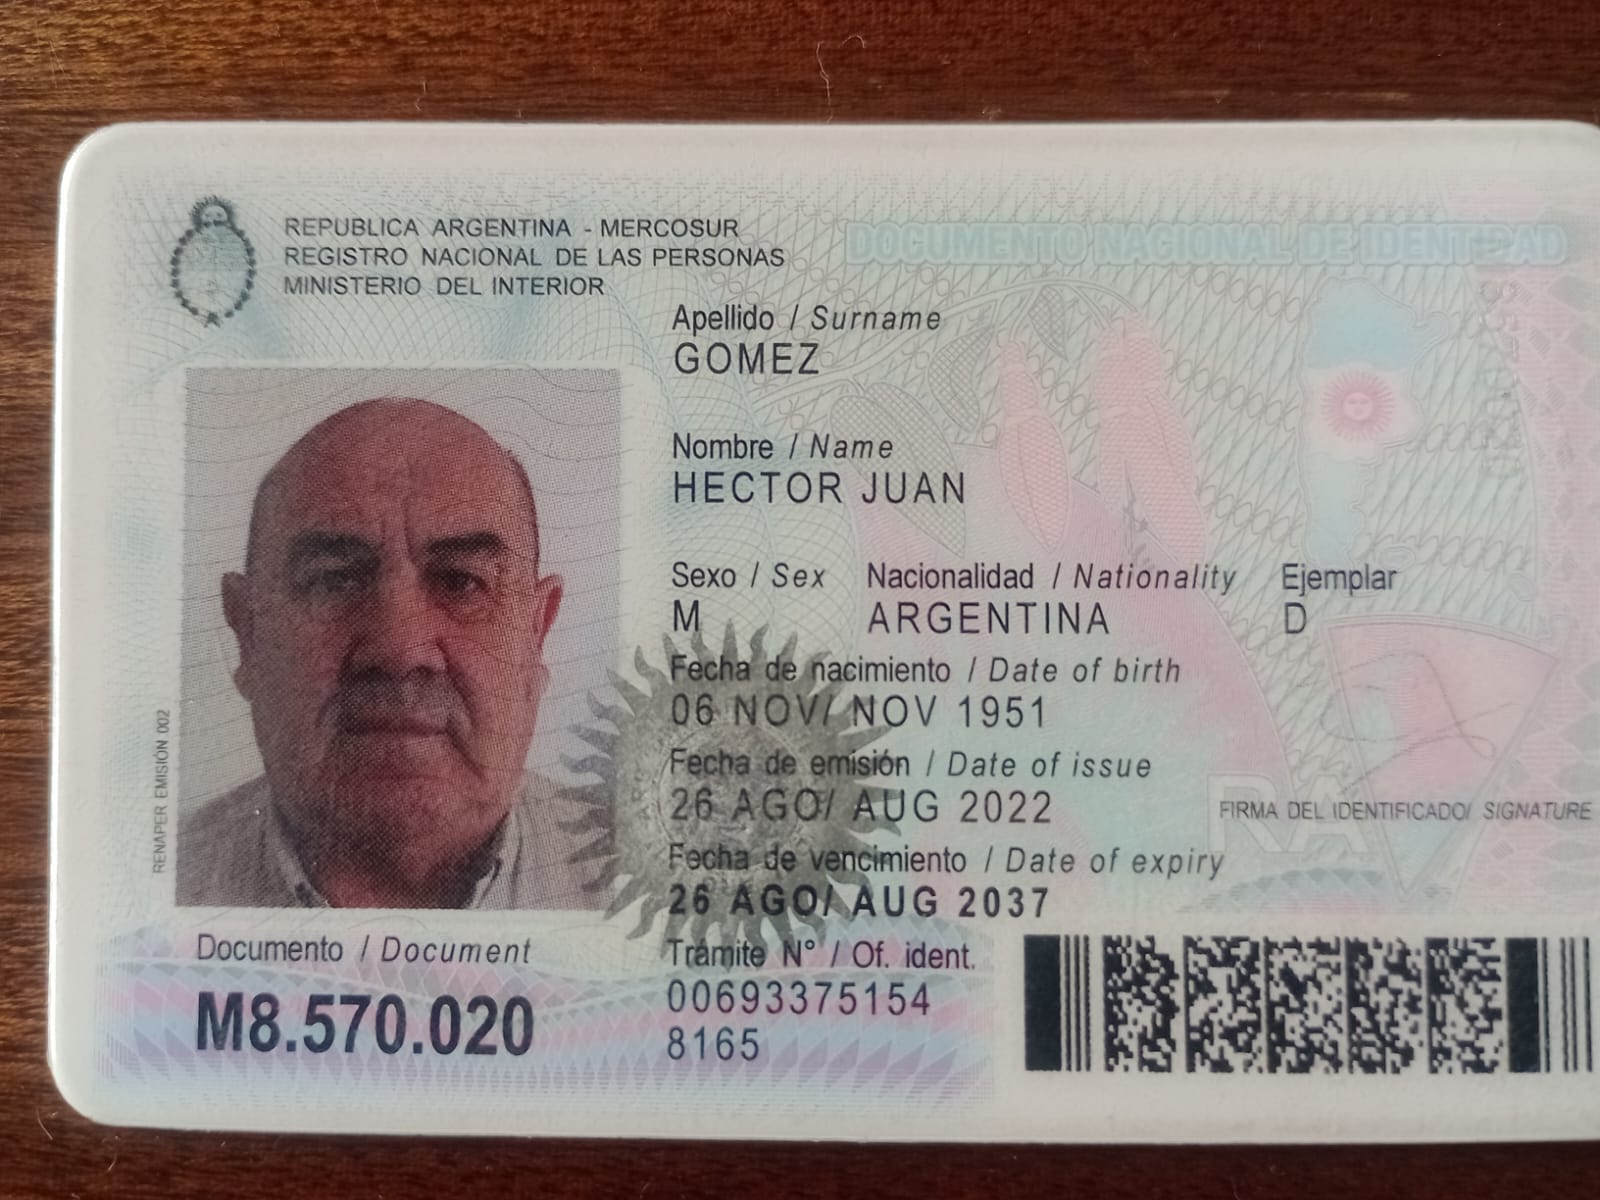 REPUBLICA ARGENTINA - MERCOSUR
REGISTRO NACIONAL DE LAS PERSONAS
MINISTERIO DEL INTERIOR
DOCUMENTO NACIONAL DE IDENTIDAD
Apellido / Surname
GOMEZ
Nombre / Name
HECTOR JUAN
Sexo / Sex Nacionalidad / Nationality Ejemplar
M ARGENTINA D
Fecha de nacimiento / Date of birth
06 NOV/ NOV 1951
Fecha de emisión / Date of issue
26 AGO/ AUG 2022
FIRMA DEL IDENTIFICADO/ SIGNATURE
RA
Fecha de vencimiento / Date of expiry
26 AGO/ AUG 2037
RENAPER EMISIÓN 002
Documento / Document
M8.570.020
Trámite N° / Of. ident.
00693375154
8165